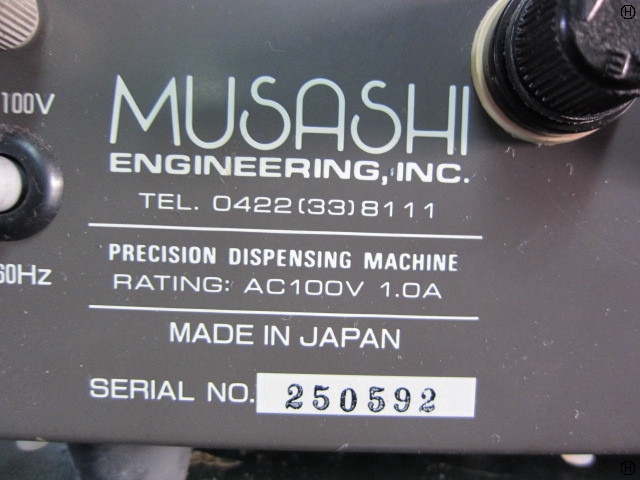 100V
MUSASHI
ENGINEERING, INC.
TEL. 0422(33)8111
PRECISION DISPENSING MACHINE
60Hz
RATING: AC100V 1.0A
MADE IN JAPAN
SERIAL NO. 250592